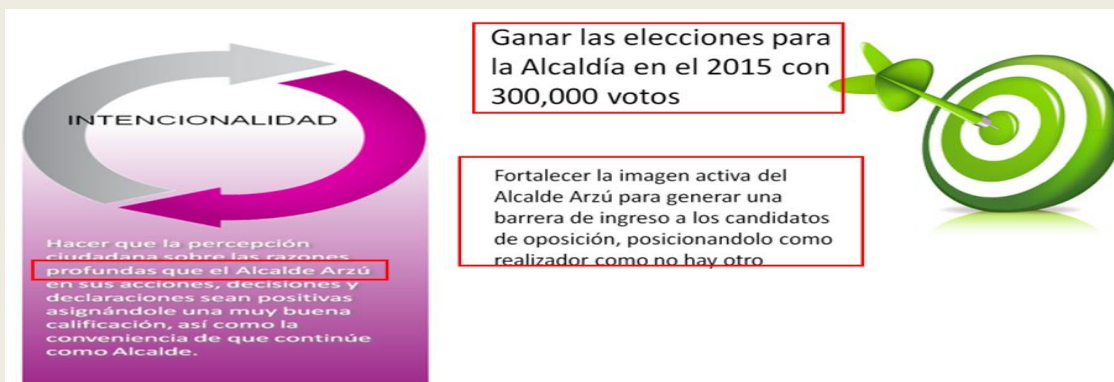 INTENCIONALIDAD
Hacer que la percepción
ciudadana sobre las razones
profundas que el Alcalde Arzú
en sus acciones, decisiones y
declaraciones sean positivas
asignándole una muy buena
calificación, así como la
conveniencia de que continúe
como Alcalde.
Ganar las elecciones para
la Alcaldía en el 2015 con
300,000 votos
Fortalecer la imagen activa del
Alcalde Arzú para generar una
barrera de ingreso a los candidatos
de oposición, posicionandolo como
realizador como no hay otro